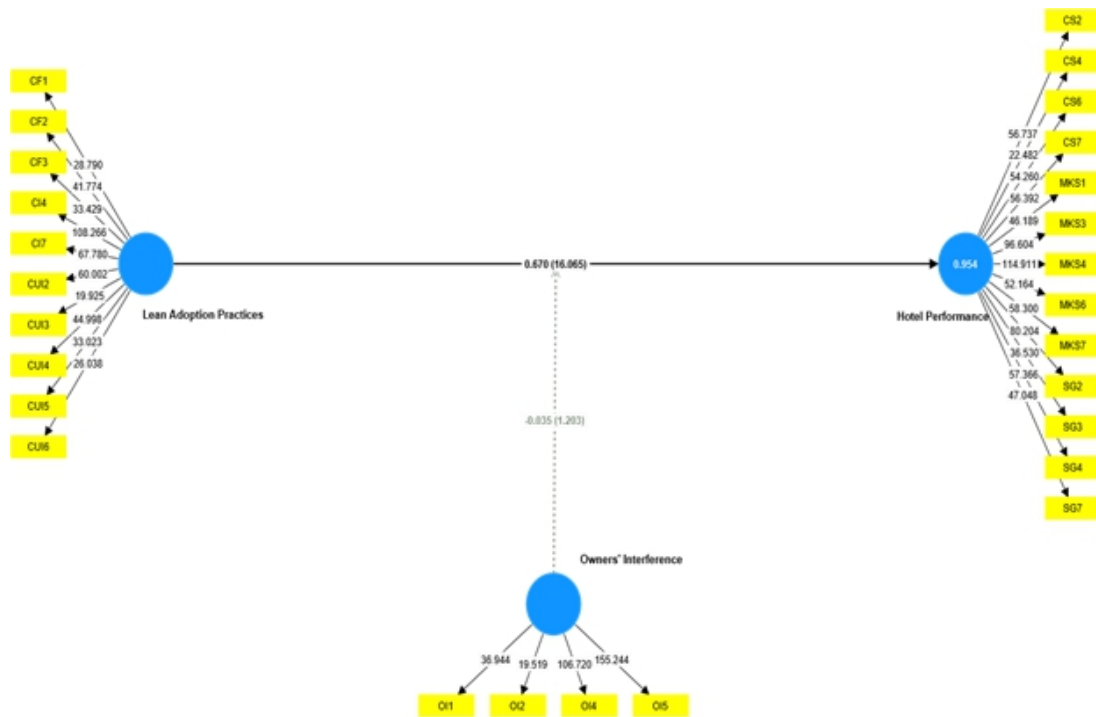 CF1
CF2
CF3
CI4
CI7
CUI2
CUI3
CUI4
CUI5
CUI6
28.790
41.774
33.429
108.266
67.780
60.002
19.925
44.998
33.023
26.038
Lean Adoption Practices
0.670 (16.065)
-0.035 (1.203)
0.954
Hotel Performance
56.737
22.482
54.260
56.392
46.189
96.604
114.911
52.164
58.300
80.204
36.530
57.366
47.048
CS2
CS4
CS6
CS7
MKS1
MKS3
MKS4
MKS6
MKS7
SG2
SG3
SG4
SG7
Owners' Interference
36.944
19.519
106.720
155.244
OI1
OI2
OI4
OI5